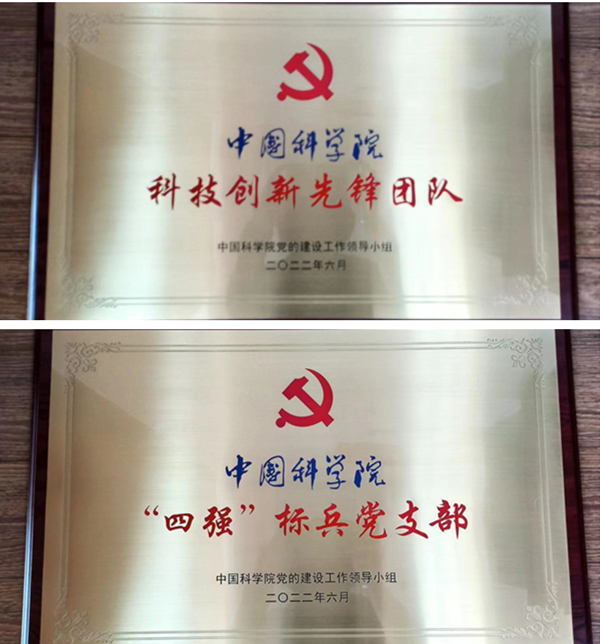 中国科学院
科技创新先锋团队
中国科学院党的建设工作领导小组
二〇二二年六月
中国科学院
“四强”标兵党支部
中国科学院党的建设工作领导小组
二〇二二年六月